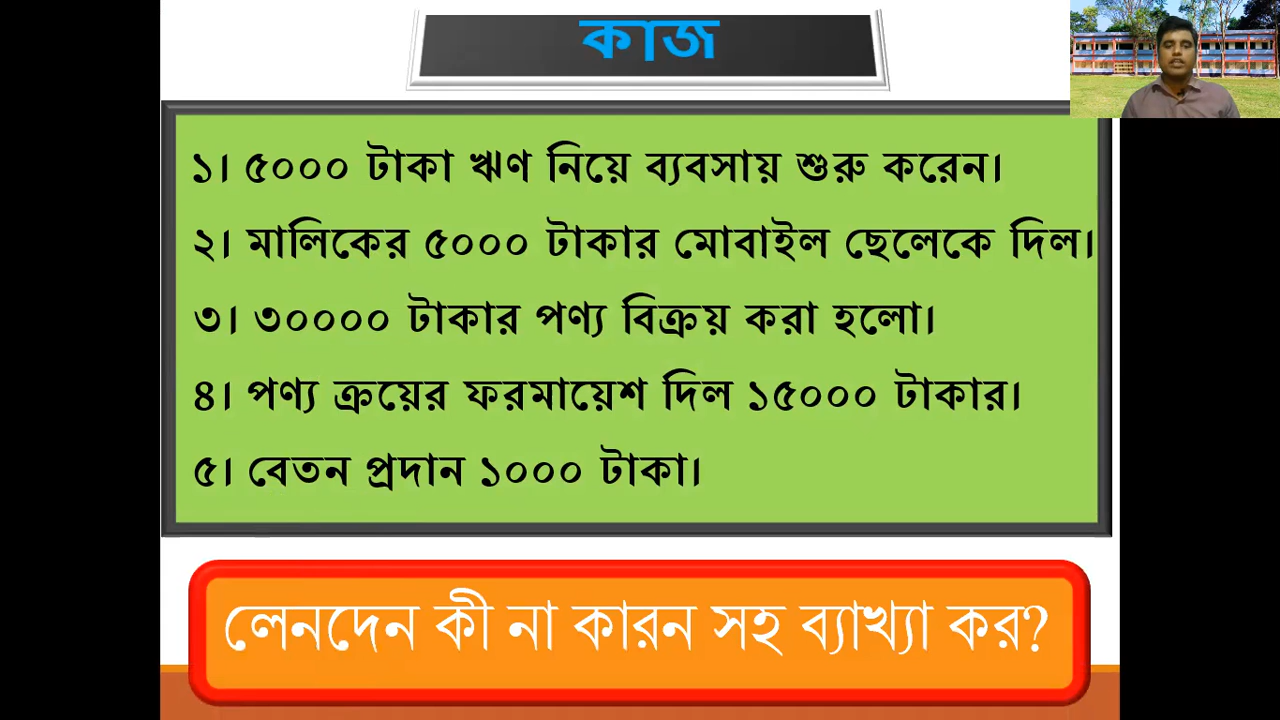 কাজ
১। ৫০০০ টাকা ঋণ নিয়ে ব্যবসায় শুরু করেন।
২। মালিকের ৫০০০ টাকার মোবাইল ছেলেকে দিল।
৩। ৩০০০০ টাকার পণ্য বিক্রয় করা হলো।
৪। পণ্য ক্রয়ের ফরমায়েশ দিল ১৫০০০ টাকার।
৫। বেতন প্রদান ১০০০ টাকা।
লেনদেন কী না কারন সহ ব্যাখ্যা কর?